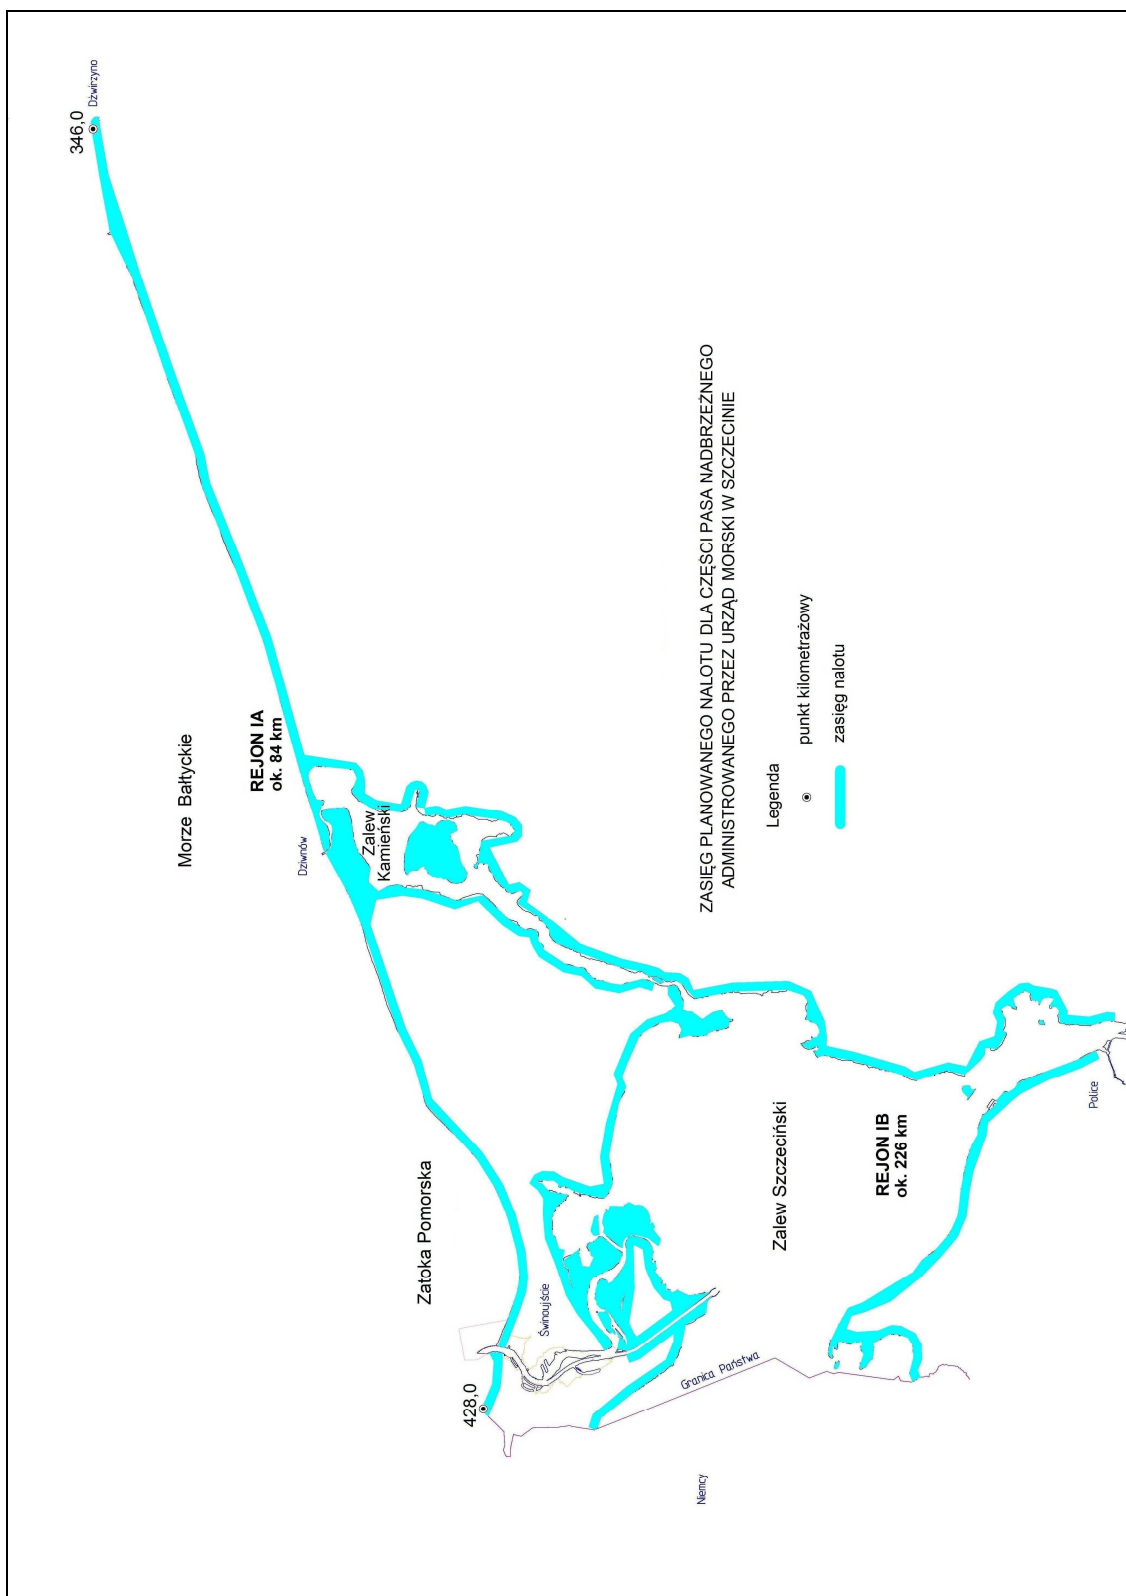 346,0
Dźwirzyno
Morze Bałtyckie
REJON IA
ok. 84 km
Dziwnów
Zalew
Kamieński
ZASIĘG PLANOWANEGO NALOTU DLA CZĘŚCI PASA NADBRZEŻNEGO
ADMINISTROWANEGO PRZEZ URZĄD MORSKI W SZCZECINIE
Legenda
punkt kilometrażowy
zasięg nalotu
Zatoka Pomorska
Świnoujście
Zalew Szczeciński
REJON IB
ok. 226 km
Police
428,0
Granica Państwa
Niemcy